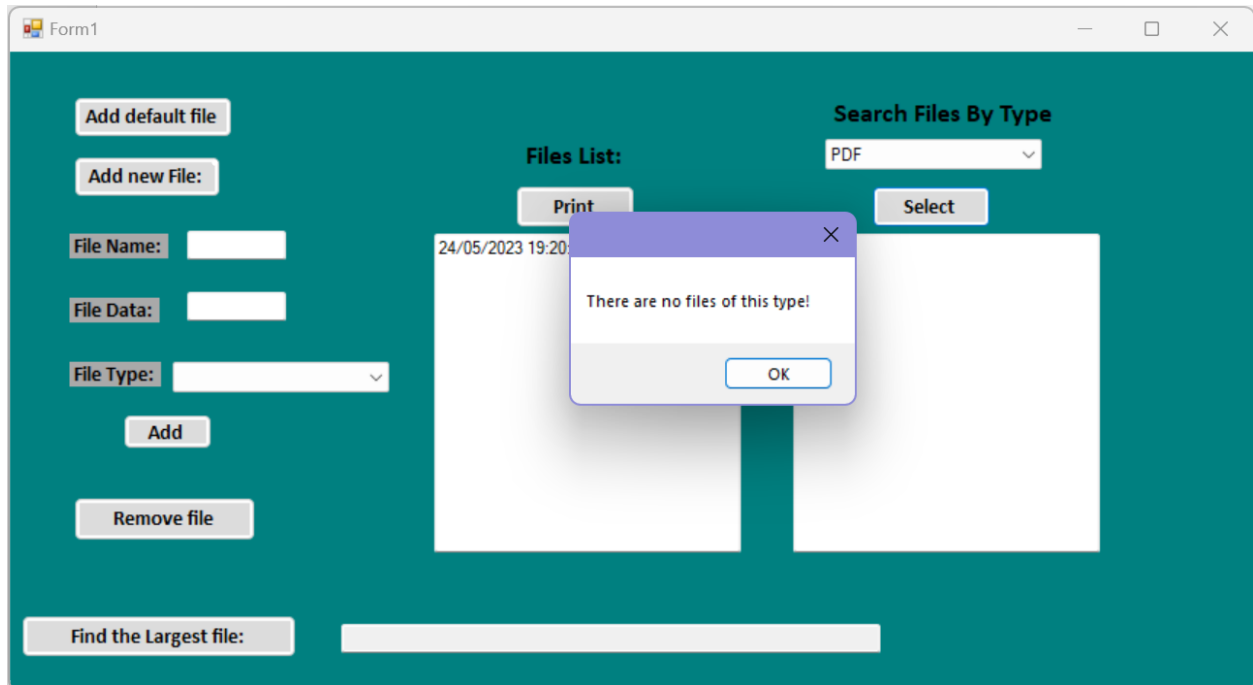 Form1
Add default file
Add new File:
File Name:
File Data:
File Type:
Add
Remove file
Find the Largest file:
Files List:
Print
24/05/2023 19:20:
Search Files By Type
PDF
Select
There are no files of this type!
OK